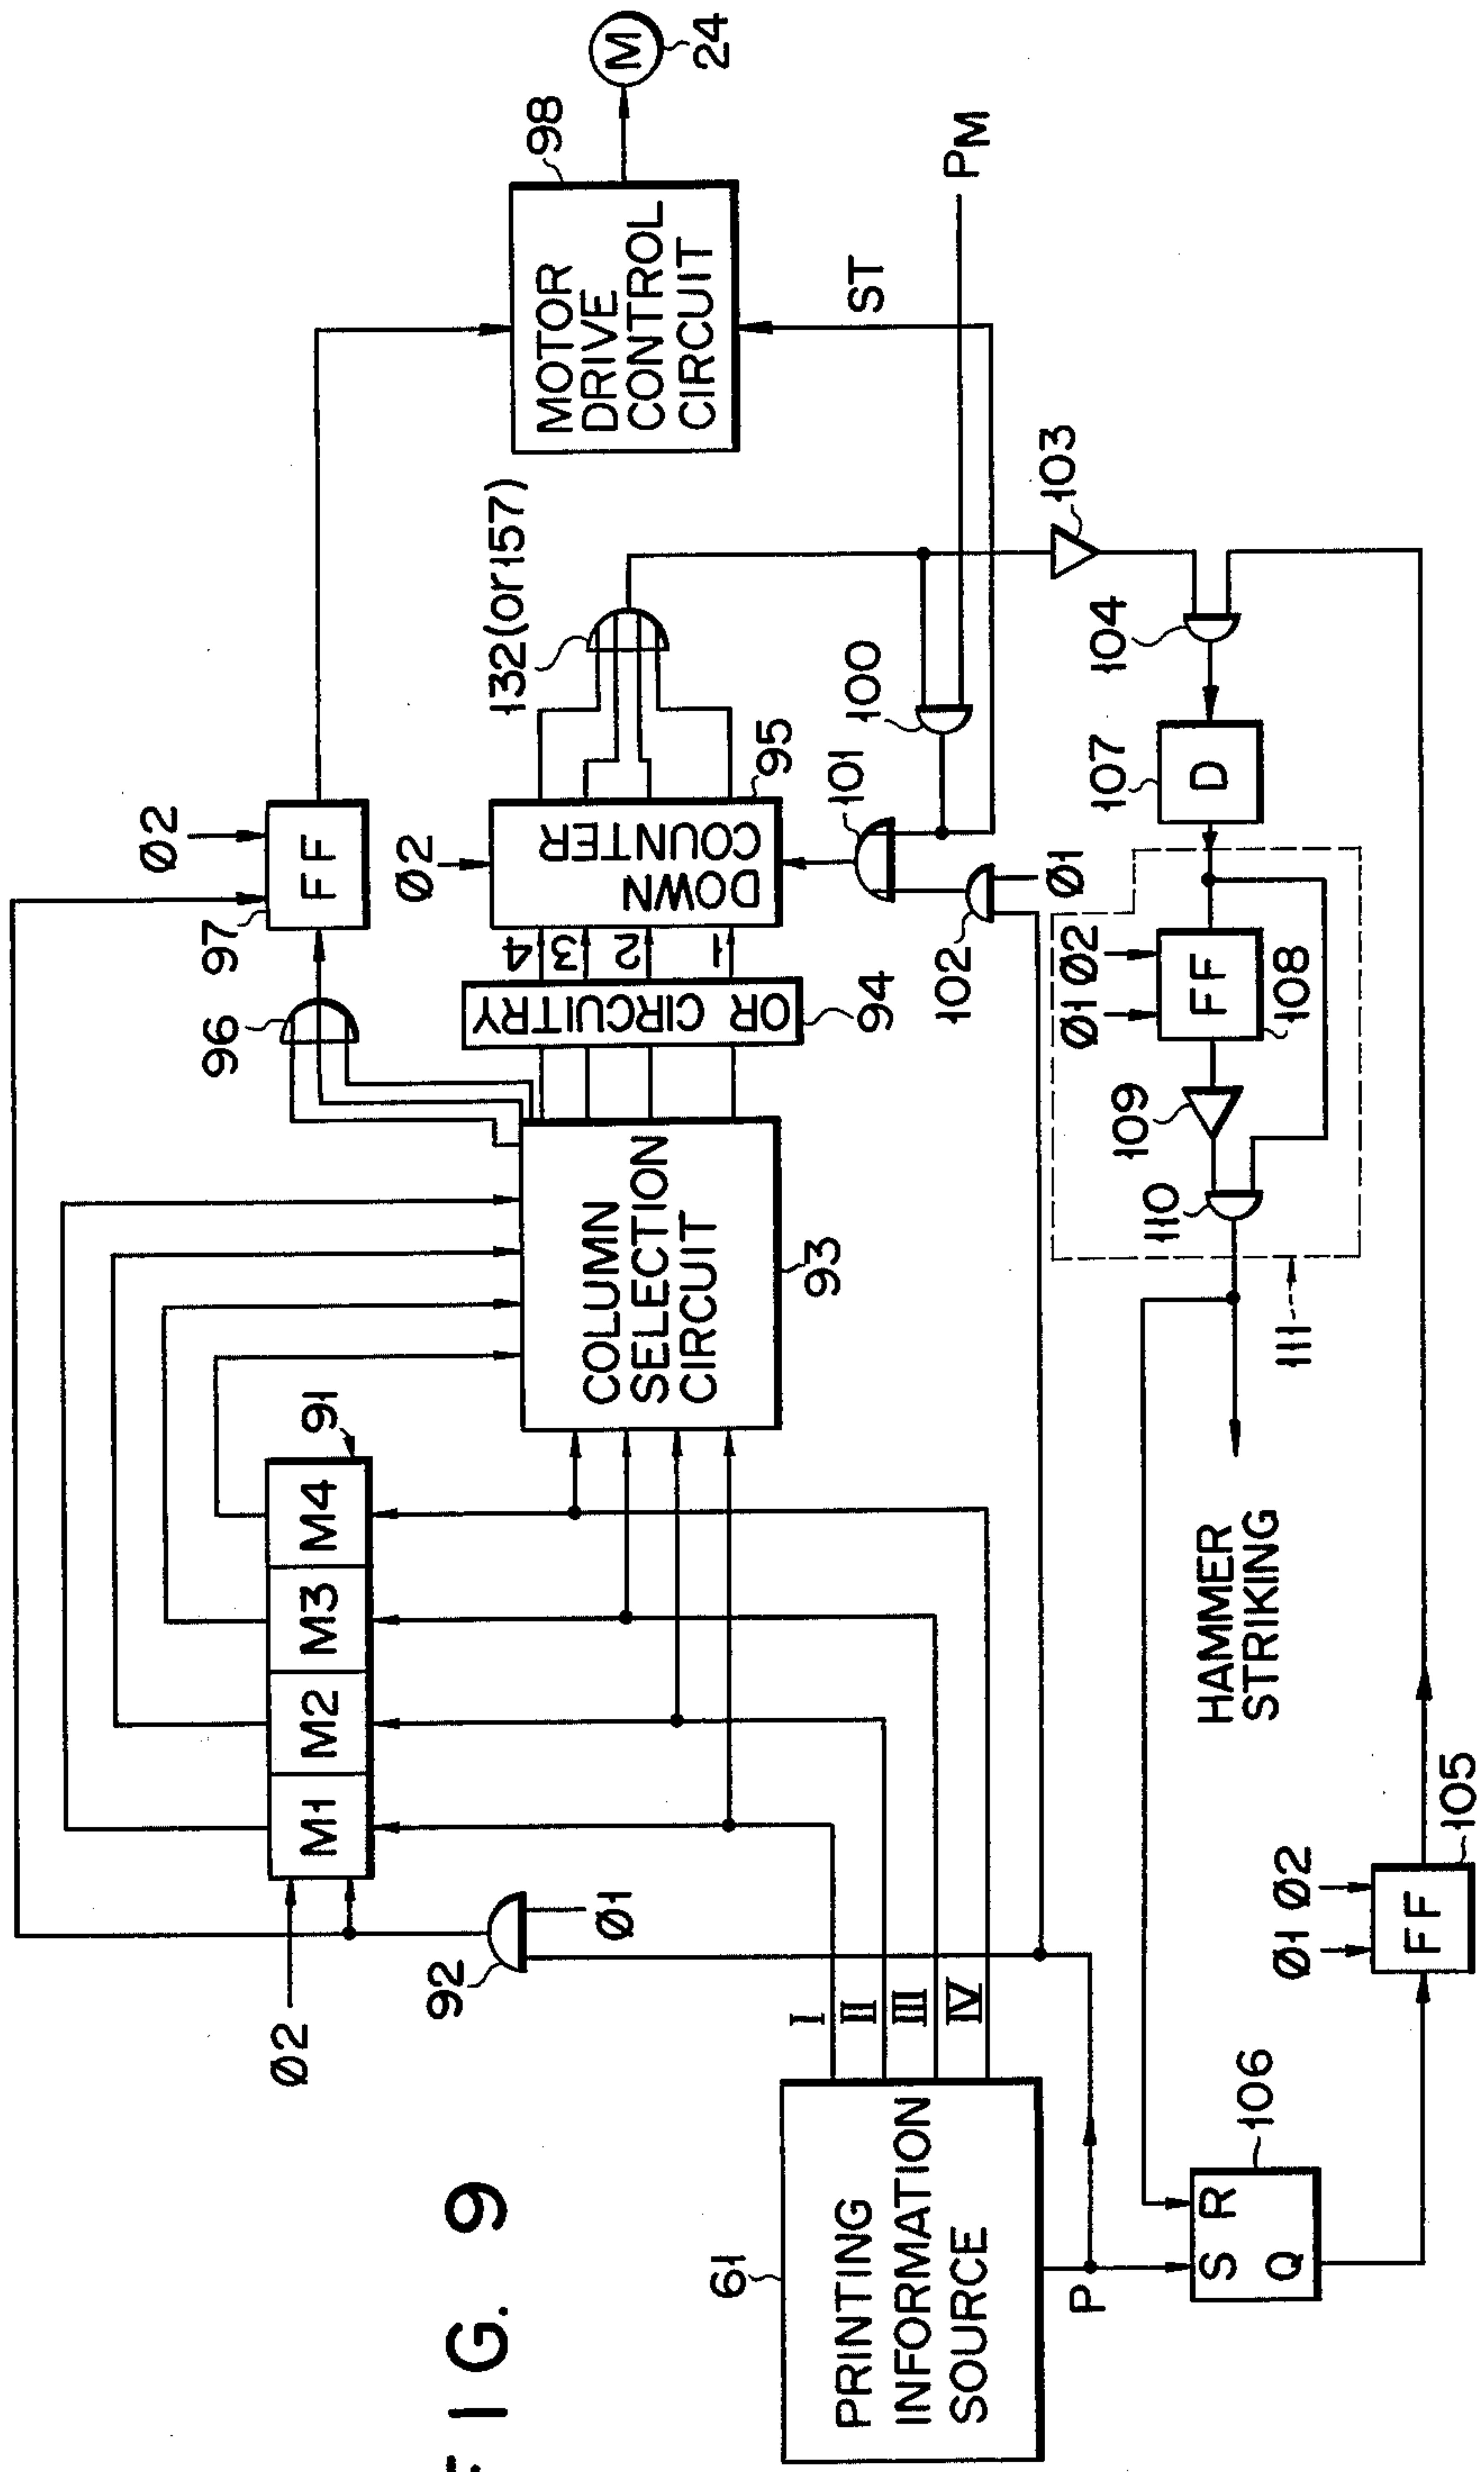 FIG. 9
Ø2
M1
M2
M3
M4
91
92
Ø1
PRINTING
INFORMATION
SOURCE
61
I
II
III
IV
P
COLUMN
SELECTION
CIRCUIT
93
96
97
FF
Ø2
OR CIRCUITRY
94
4
3
2
1
Ø2
DOWN
COUNTER
95
132(or157)
MOTOR
DRIVE
CONTROL
CIRCUIT
98
M
24
ST
PM
100
101
102
Ø1
103
104
107
D
Ø1
Ø2
FF
108
109
110
111
HAMMER
STRIKING
S R
Q
106
Ø1
Ø2
FF
105